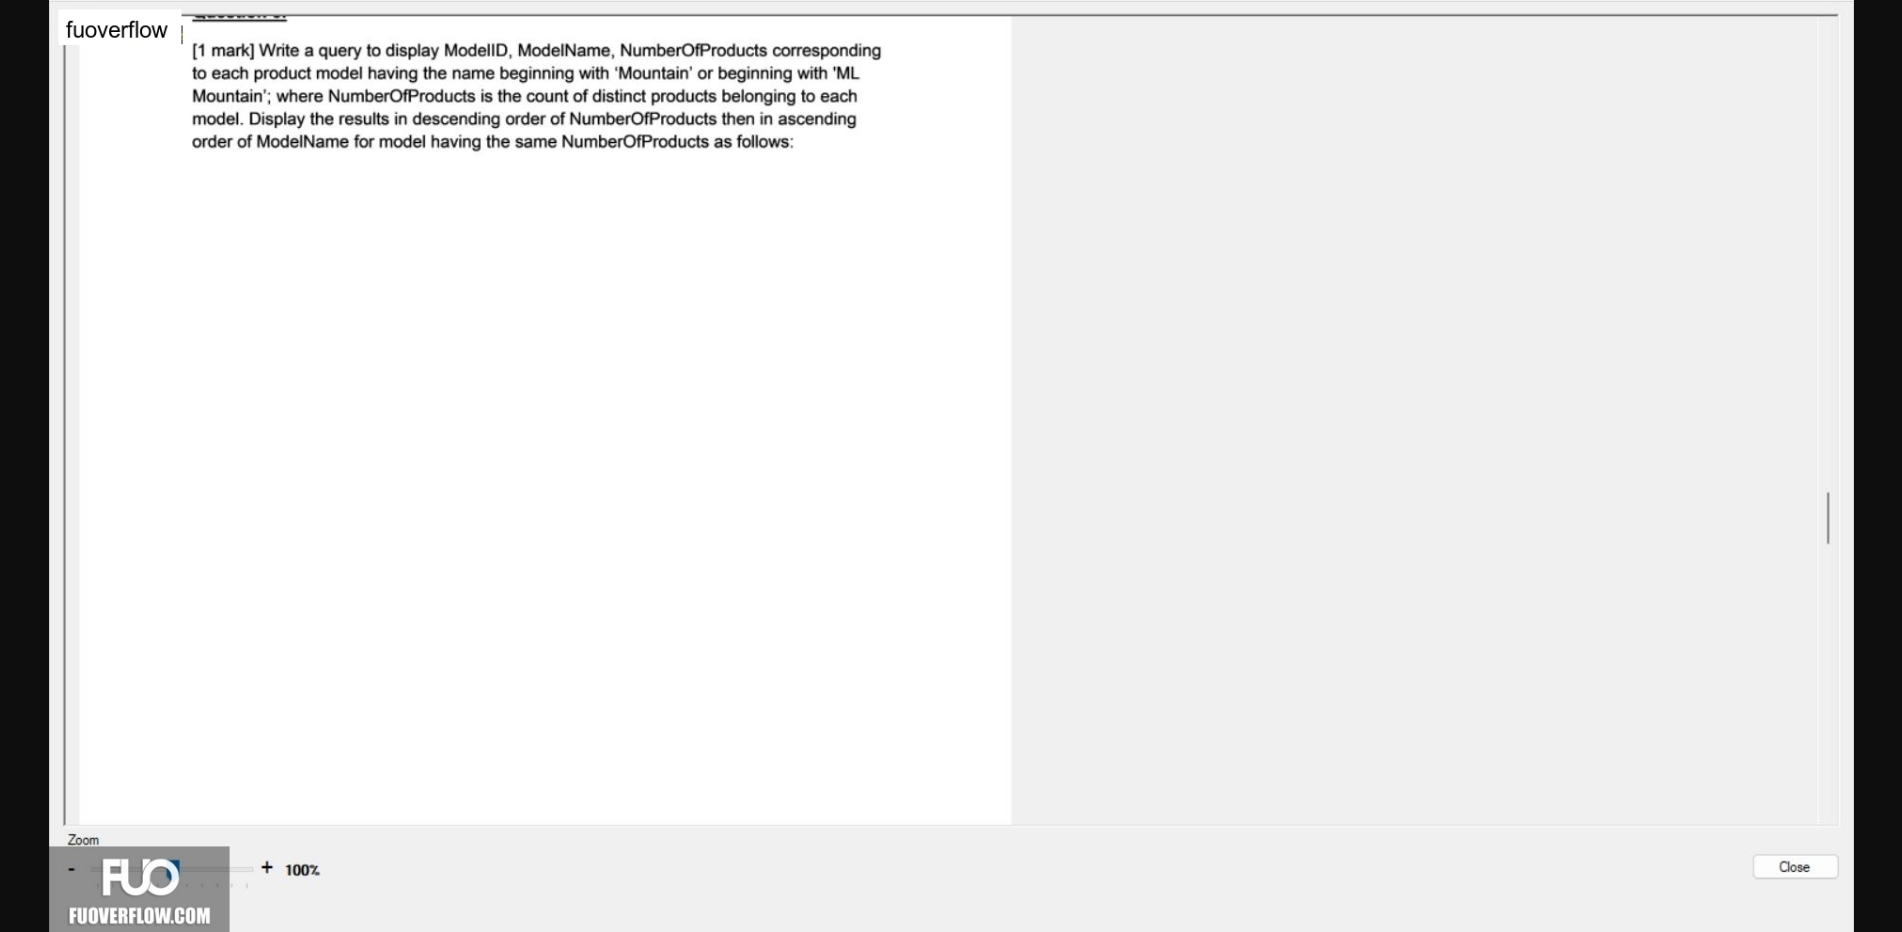 fuoverflow
[1 mark] Write a query to display ModelID, ModelName, NumberOfProducts corresponding
to each product model having the name beginning with ‘Mountain’ or beginning with 'ML
Mountain’; where NumberOfProducts is the count of distinct products belonging to each
model. Display the results in descending order of NumberOfProducts then in ascending
order of ModelName for model having the same NumberOfProducts as follows:
Zoom
- + 100%
Close
FUO
FUOVERFLOW.COM